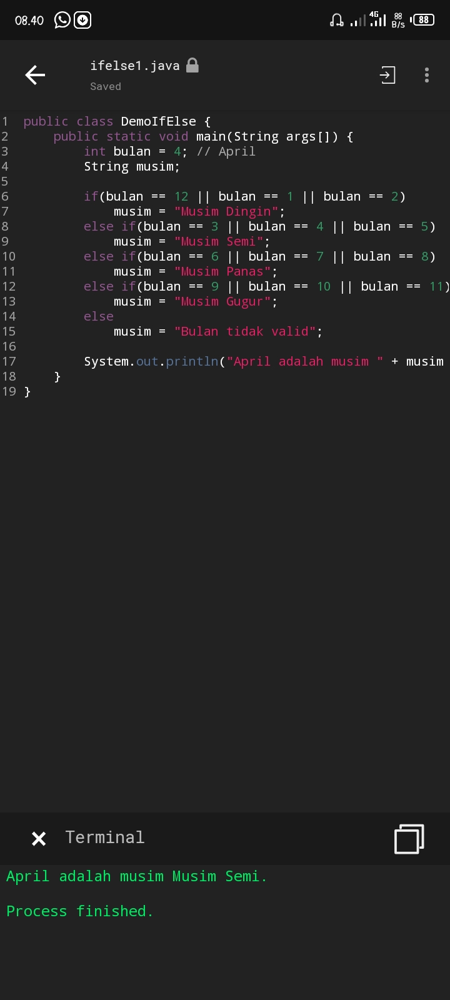 08.40 4G 88 B/s 88
ifelse1.java
Saved
1 public class DemoIfElse {
2     public static void main(String args[]) {
3         int bulan = 4; // April
4         String musim;
5
6         if(bulan == 12 || bulan == 1 || bulan == 2)
7             musim = "Musim Dingin";
8         else if(bulan == 3 || bulan == 4 || bulan == 5)
9             musim = "Musim Semi";
10         else if(bulan == 6 || bulan == 7 || bulan == 8)
11             musim = "Musim Panas";
12         else if(bulan == 9 || bulan == 10 || bulan == 11)
13             musim = "Musim Gugur";
14         else
15             musim = "Bulan tidak valid";
16
17         System.out.println("April adalah musim " + musim
18     }
19 }
Terminal
April adalah musim Musim Semi.
Process finished.